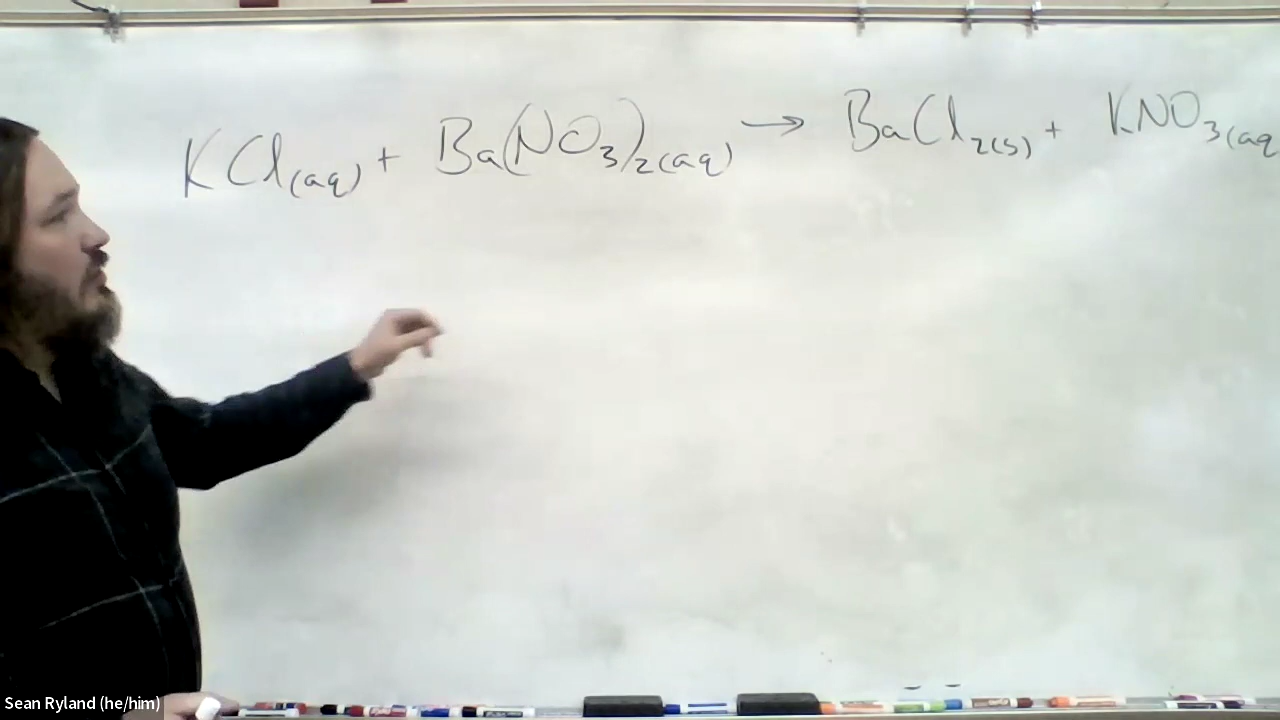 KCl(aq) + Ba(NO3)2(aq) → BaCl2(s) + KNO3(aq
Sean Ryland (he/him)